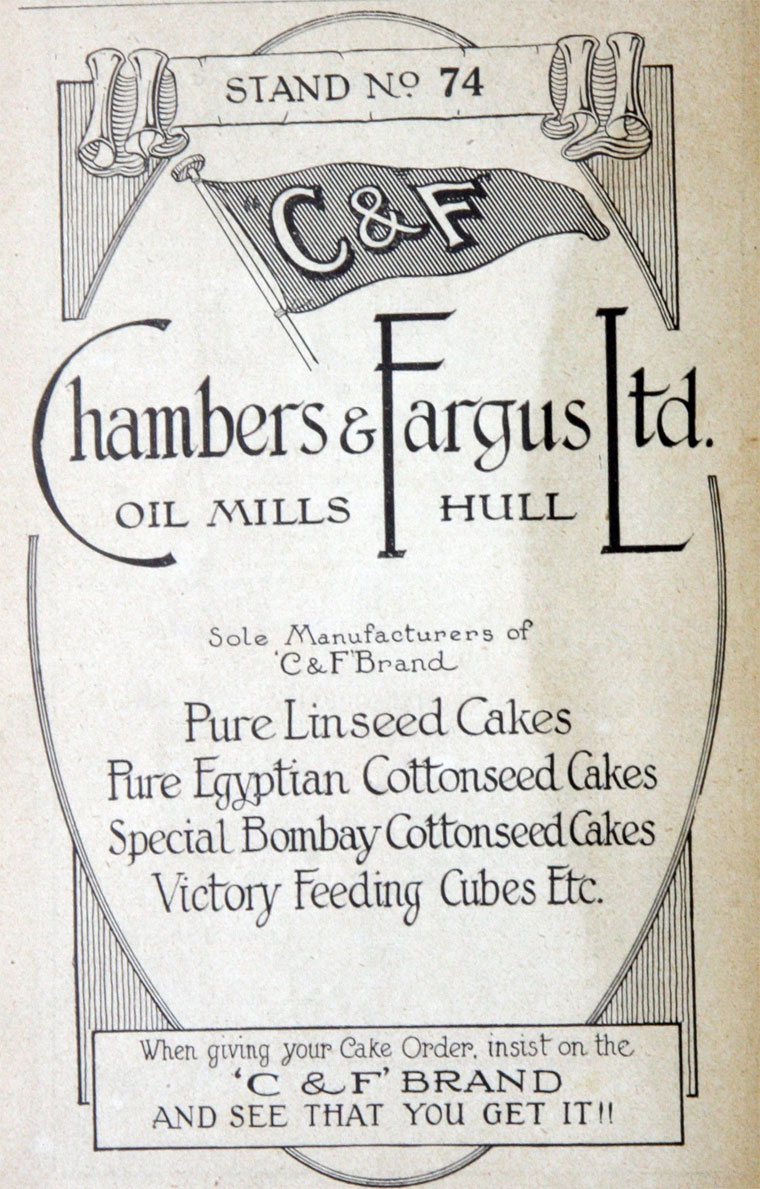 STAND No 74
"C & F"
Chambers & Fargus Ltd.
OIL MILLS HULL
Sole Manufacturers of
'C & F' Brand
Pure Linseed Cakes
Pure Egyptian Cottonseed Cakes
Special Bombay Cottonseed Cakes
Victory Feeding Cubes Etc.
When giving your Cake Order, insist on the
'C & F' BRAND
AND SEE THAT YOU GET IT!!